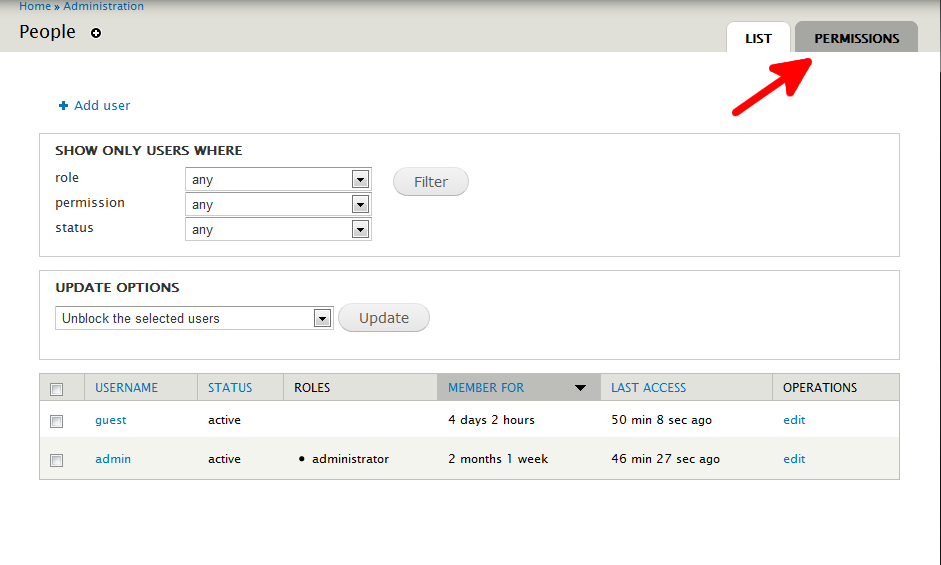 Home » Administration
People
LIST
PERMISSIONS
Add user
SHOW ONLY USERS WHERE
role any Filter
permission any
status any
UPDATE OPTIONS
Unblock the selected users Update
USERNAME STATUS ROLES MEMBER FOR LAST ACCESS OPERATIONS
guest active 4 days 2 hours 50 min 8 sec ago edit
admin active • administrator 2 months 1 week 46 min 27 sec ago edit